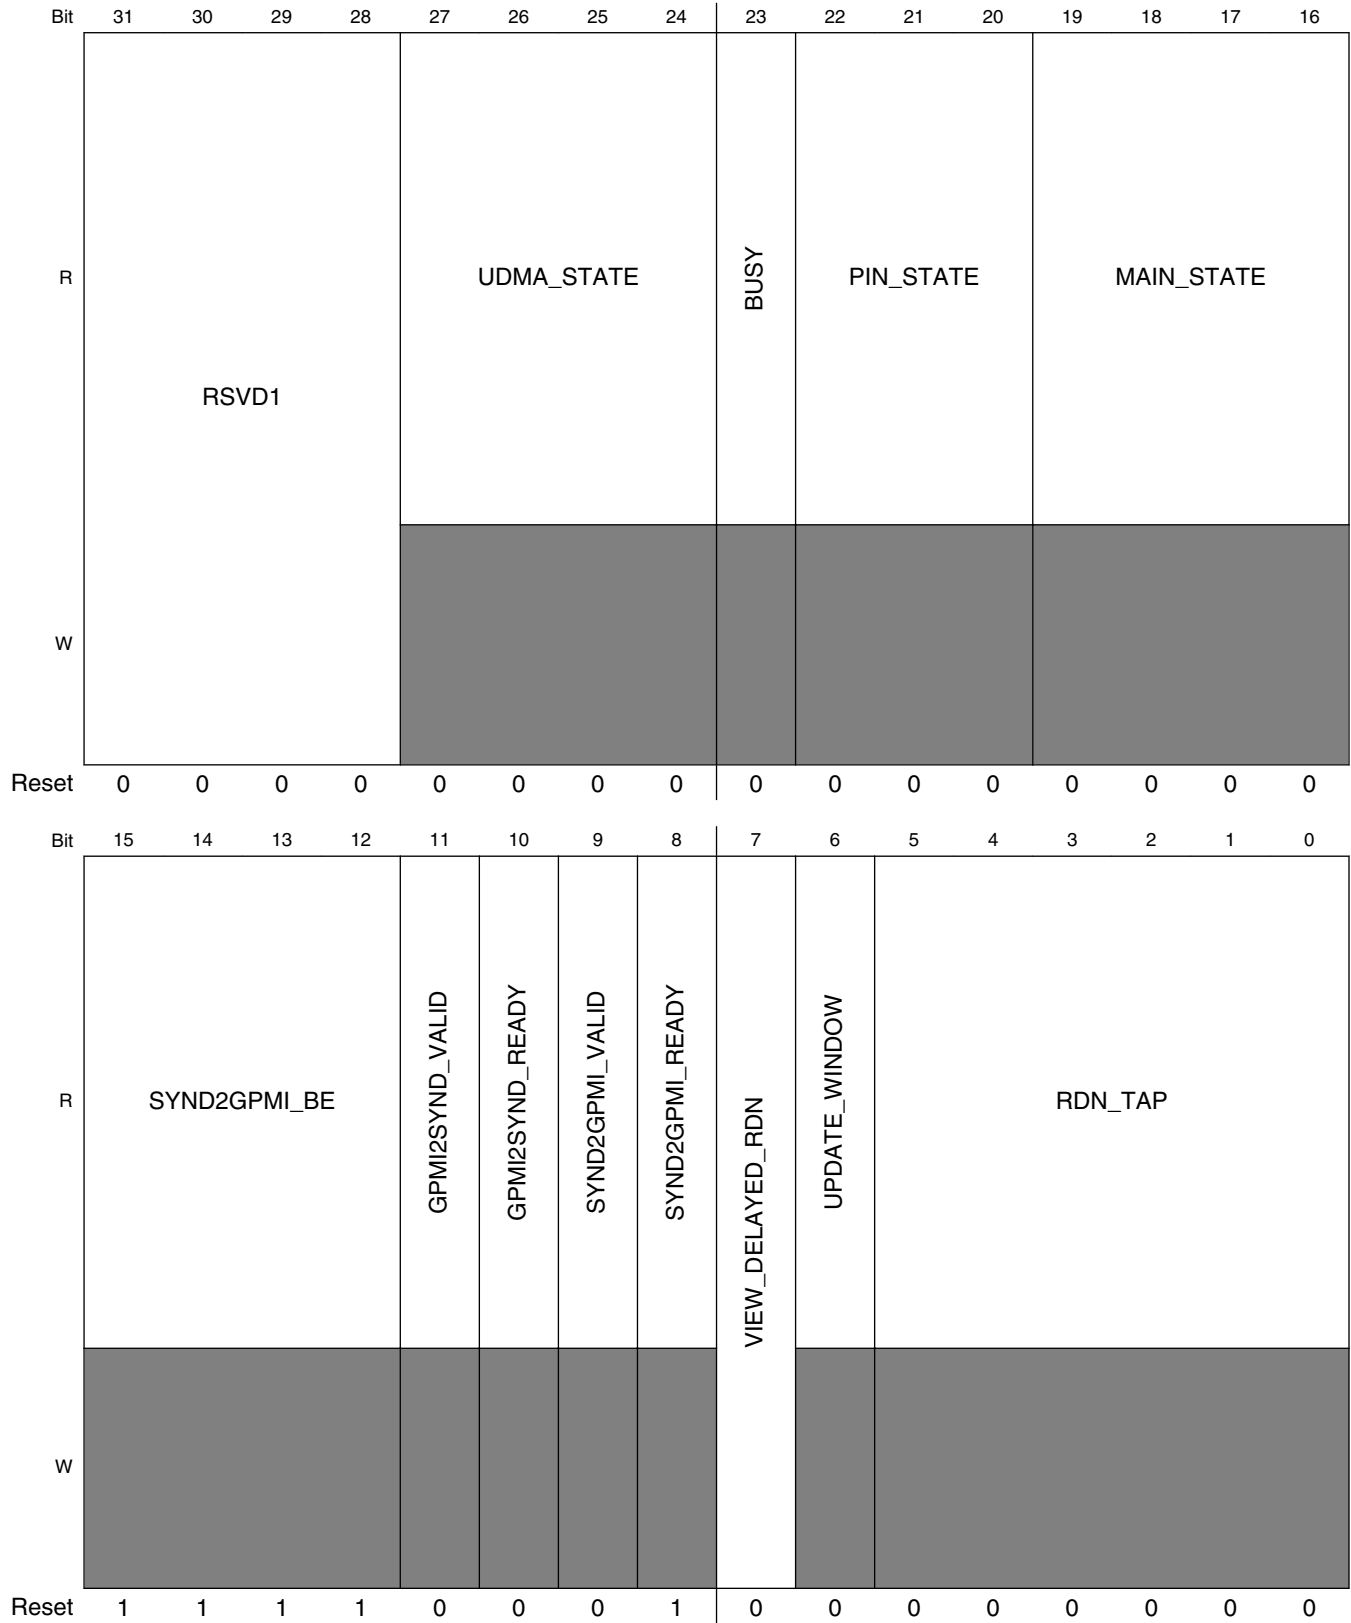 Bit 31 30 29 28 27 26 25 24 23 22 21 20 19 18 17 16
R RSVD1 UDMA_STATE BUSY PIN_STATE MAIN_STATE
W
Reset 0 0 0 0 0 0 0 0 0 0 0 0 0 0 0 0
Bit 15 14 13 12 11 10 9 8 7 6 5 4 3 2 1 0
R SYND2GPMI_BE GPMI2SYND_VALID GPMI2SYND_READY SYND2GPMI_VALID SYND2GPMI_READY VIEW_DELAYED_RDN UPDATE_WINDOW RDN_TAP
W
Reset 1 1 1 1 0 0 0 1 0 0 0 0 0 0 0 0